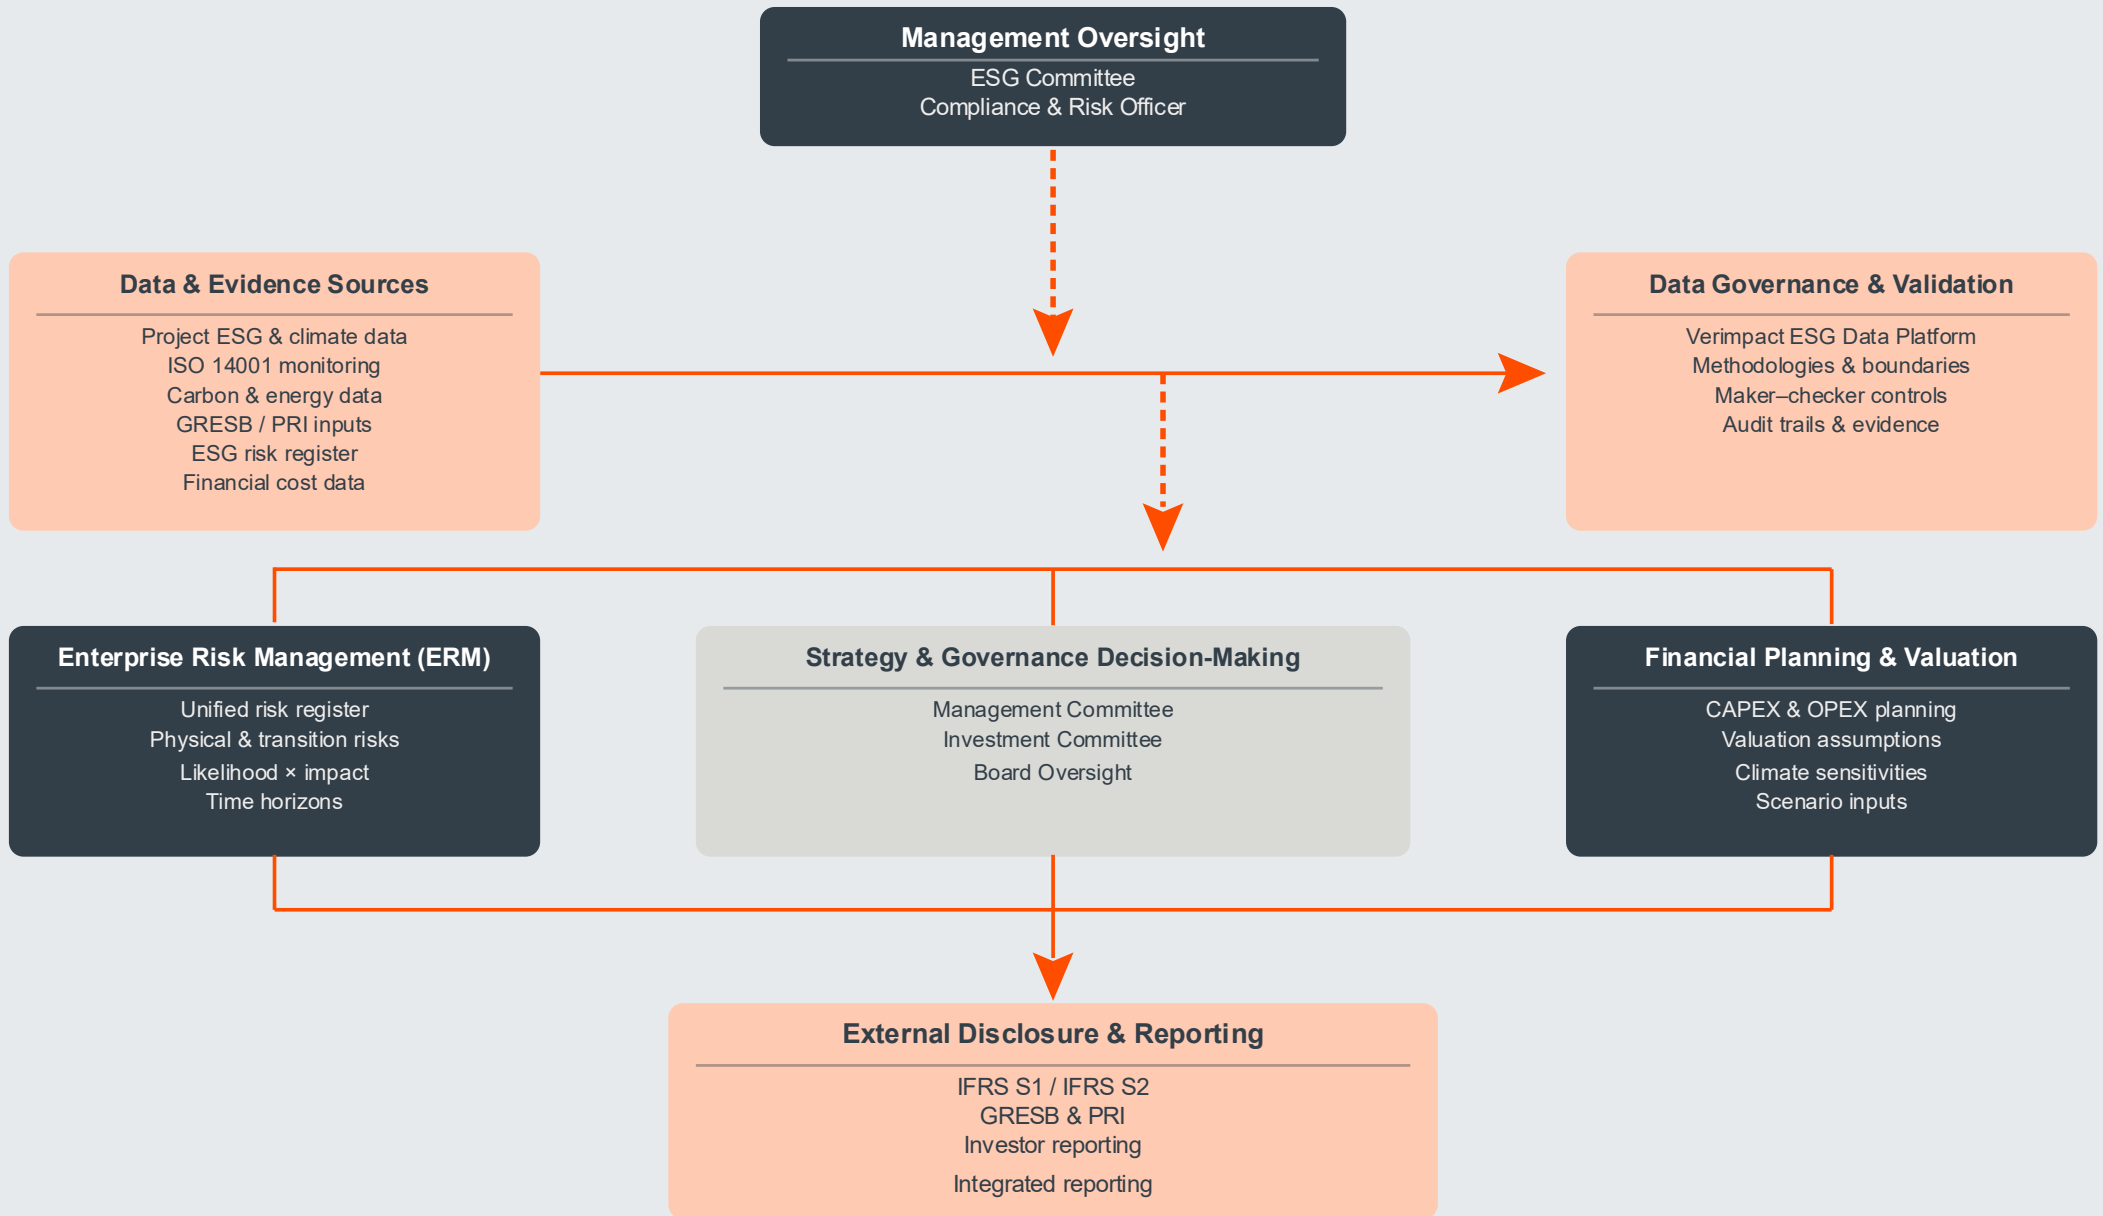 Management Oversight
ESG Committee
Compliance & Risk Officer
Data & Evidence Sources
Project ESG & climate data
ISO 14001 monitoring
Carbon & energy data
GRESB / PRI inputs
ESG risk register
Financial cost data
Data Governance & Validation
Verimpact ESG Data Platform
Methodologies & boundaries
Maker–checker controls
Audit trails & evidence
Enterprise Risk Management (ERM)
Unified risk register
Physical & transition risks
Likelihood × impact
Time horizons
Strategy & Governance Decision-Making
Management Committee
Investment Committee
Board Oversight
Financial Planning & Valuation
CAPEX & OPEX planning
Valuation assumptions
Climate sensitivities
Scenario inputs
External Disclosure & Reporting
IFRS S1 / IFRS S2
GRESB & PRI
Investor reporting
Integrated reporting